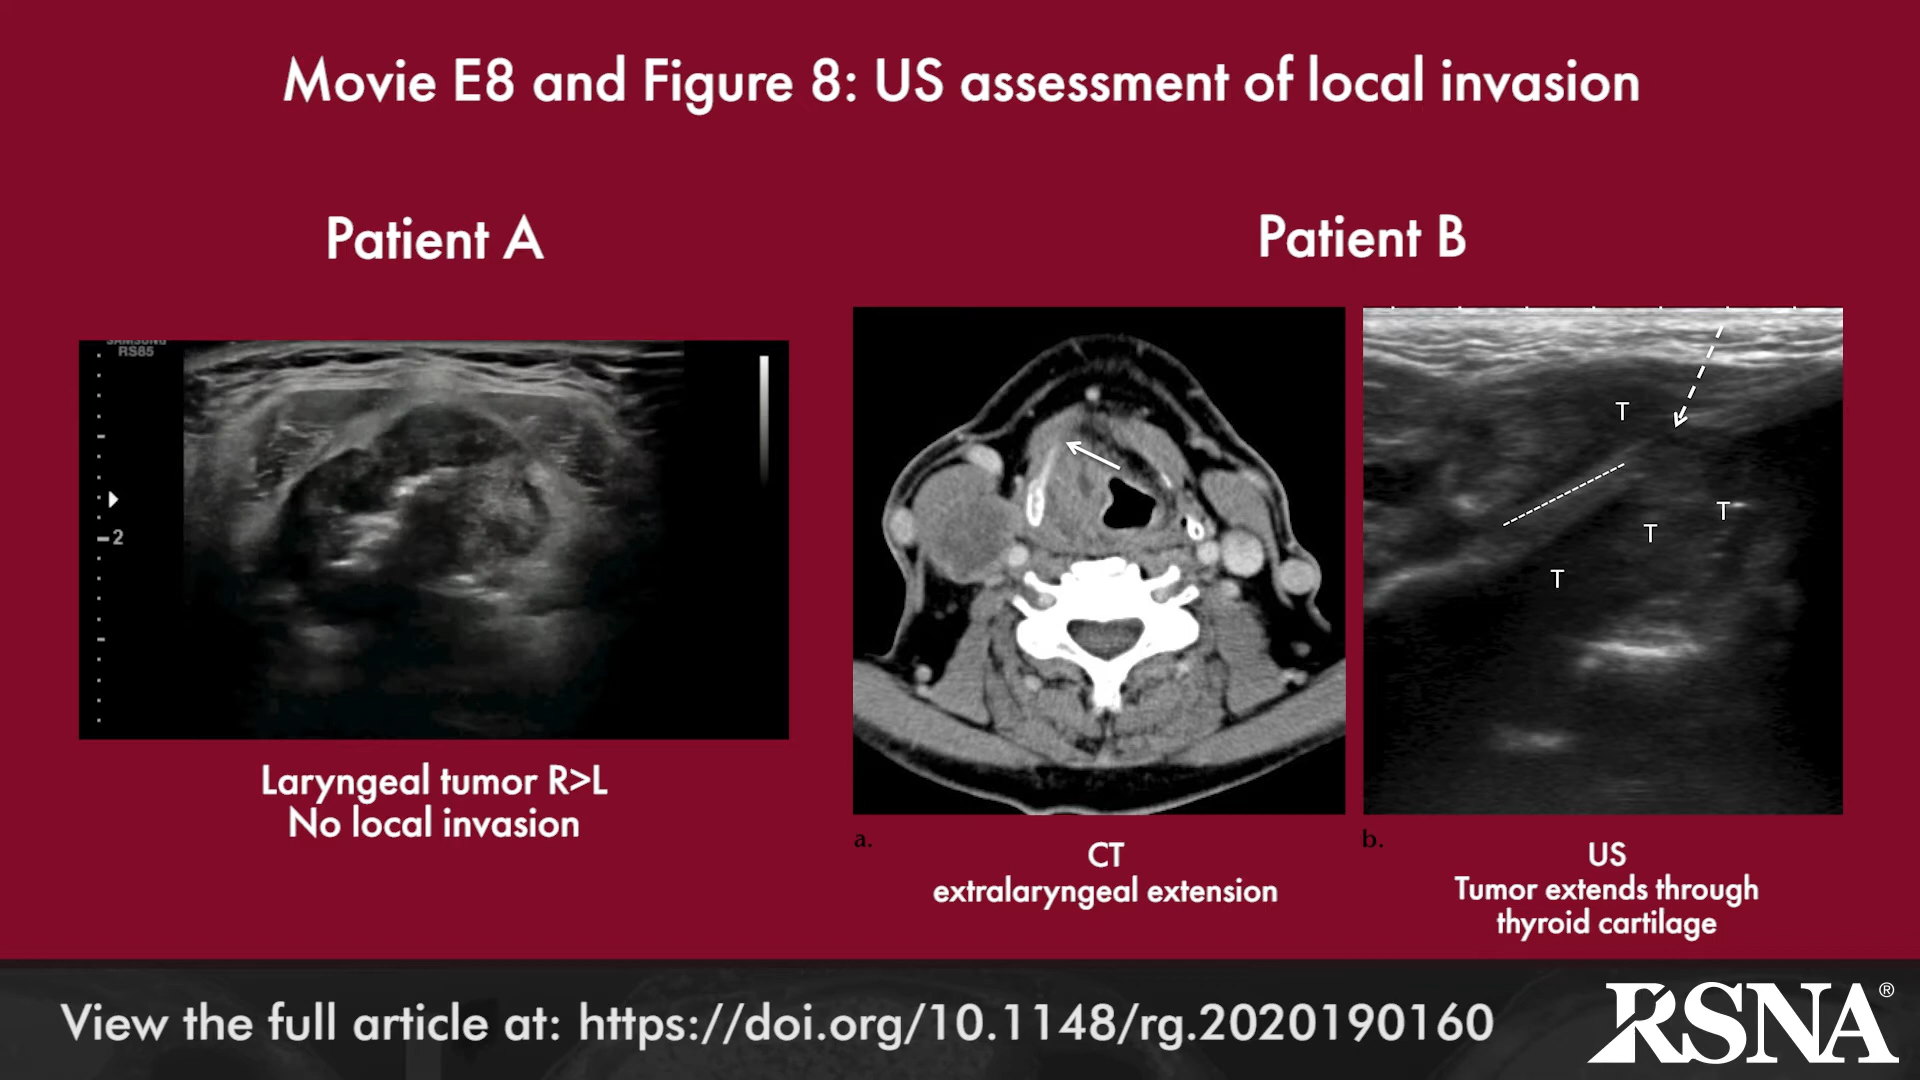 Movie E8 and Figure 8: US assessment of local invasion
Patient A
Patient B
SAMSUNG
RS85
2
T
T
T
T
Laryngeal tumor R>L
No local invasion
a.
CT
extralaryngeal extension
b.
US
Tumor extends through
thyroid cartilage
View the full article at: https://doi.org/10.1148/rg.2020190160
RSNA®